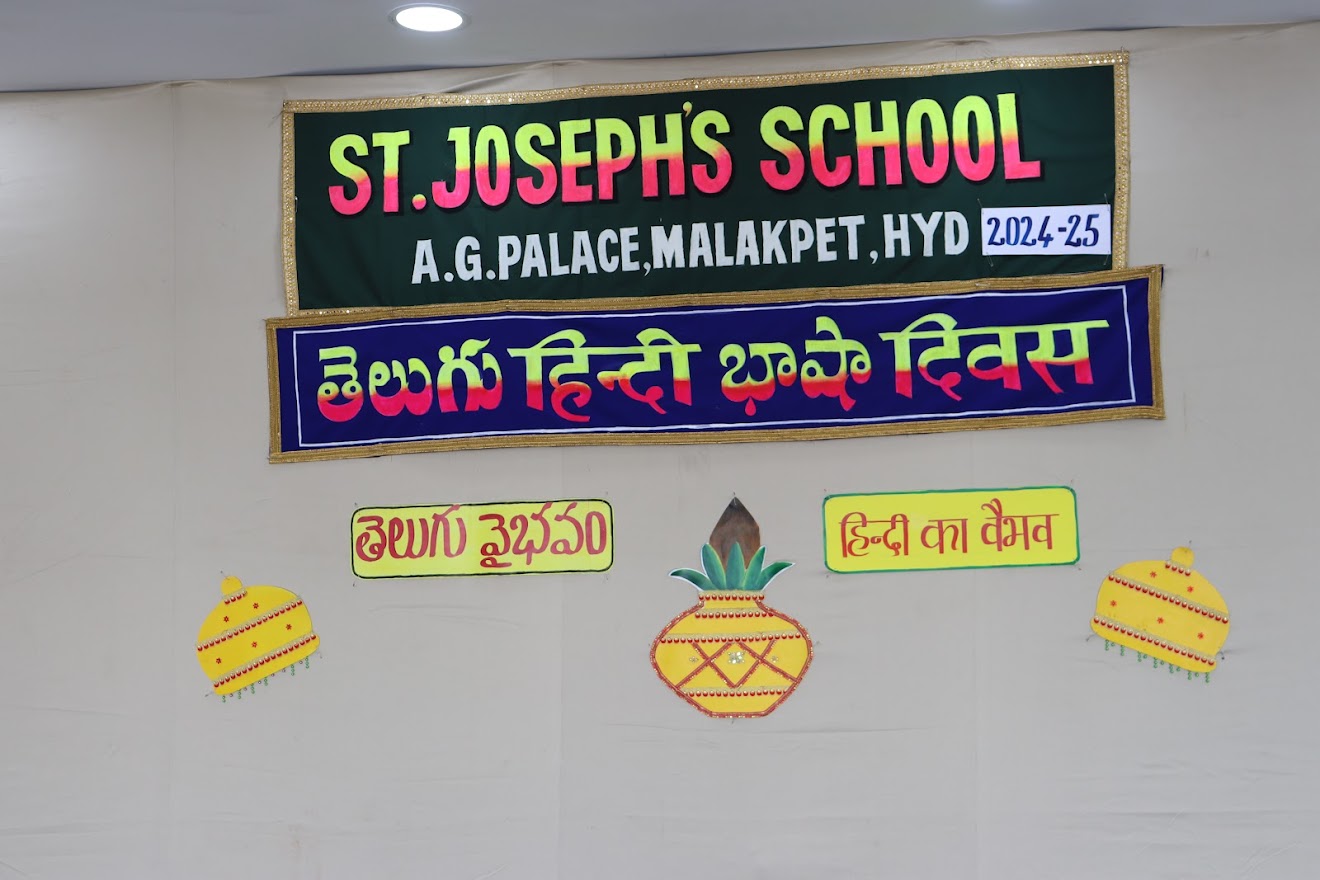 ST. JOSEPH'S SCHOOL
A.G. PALACE, MALAKPET, HYD 2024-25
తెలుగు हिन्दी భాషా दिवस
తెలుగు వైభవం
हिन्दी का वैभव